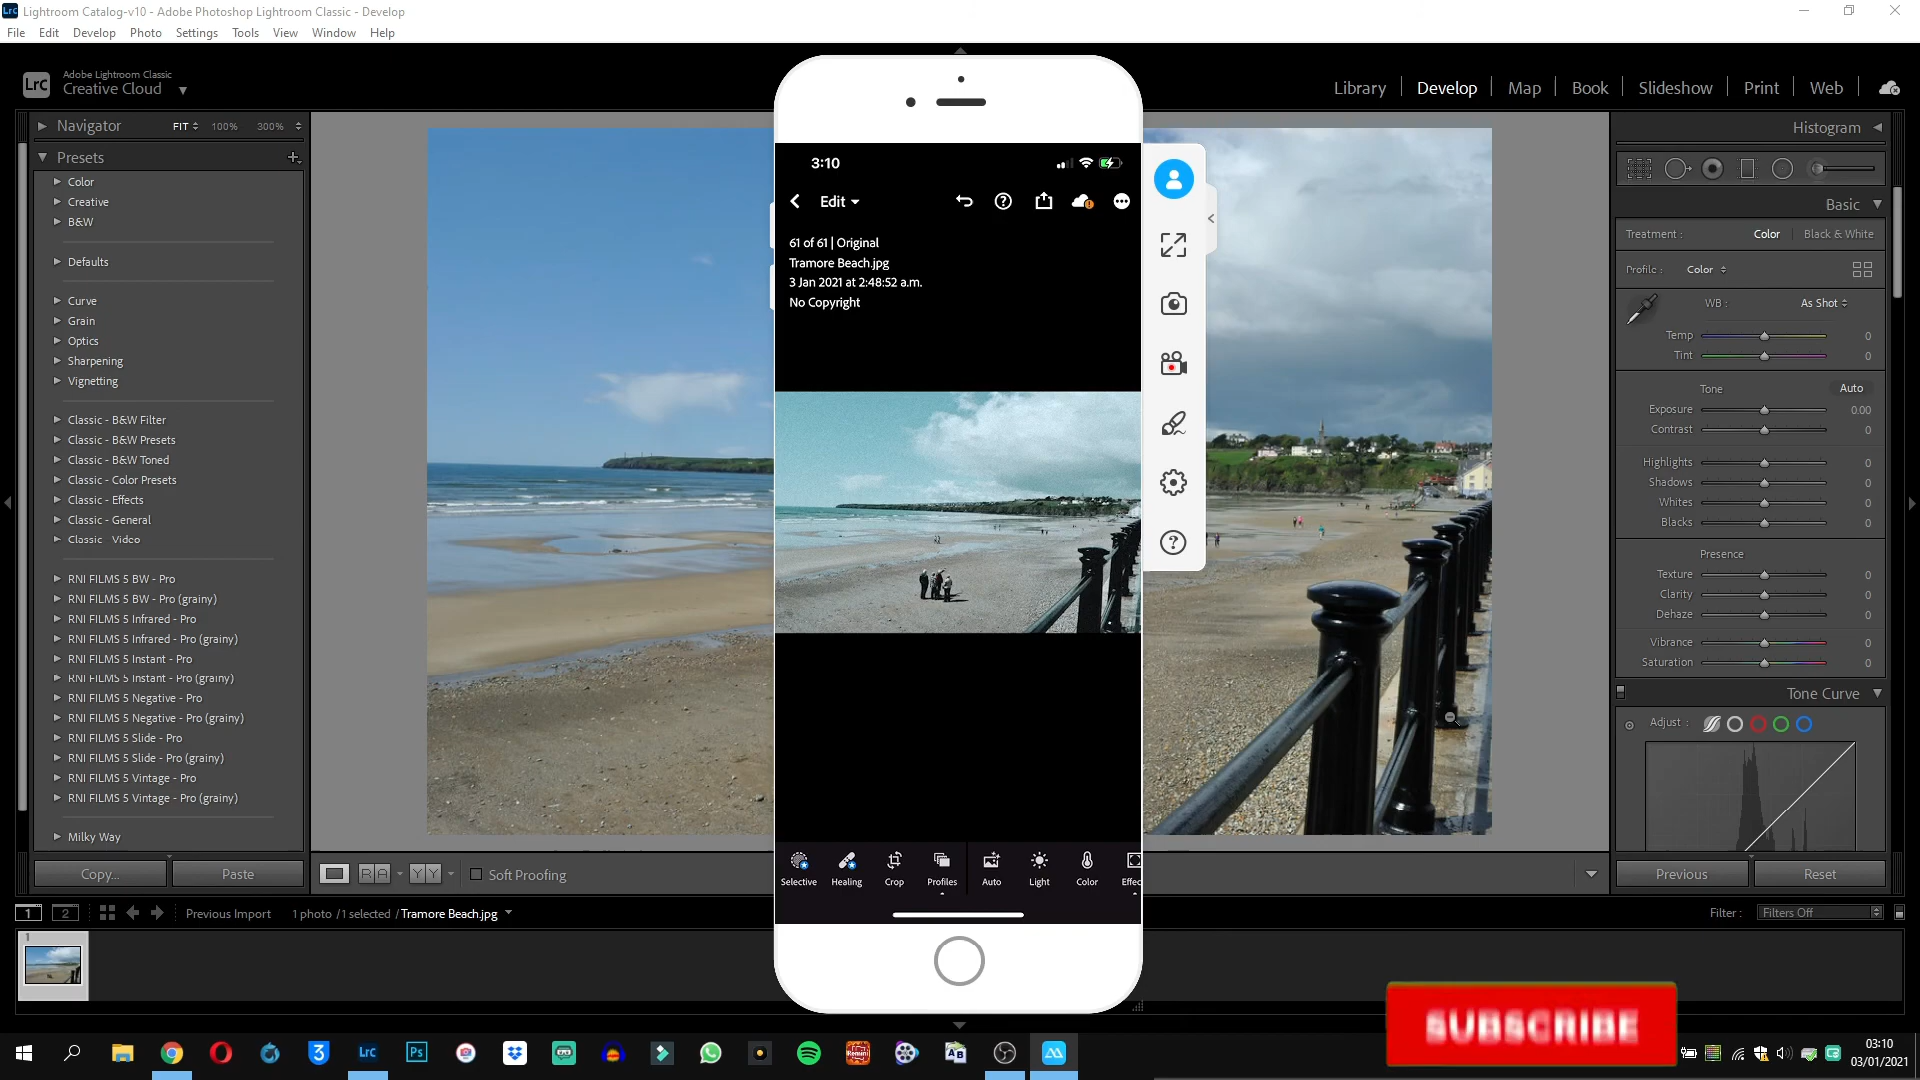 Lrc Lightroom Catalog-v10 - Adobe Photoshop Lightroom Classic - Develop
File Edit Develop Photo Settings Tools View Window Help
Lrc
Adobe Lightroom Classic
Creative Cloud
Library Develop Map Book Slideshow Print Web
Navigator FIT 100% 300%
Presets
Color
Creative
B&W
Defaults
Curve
Grain
Optics
Sharpening
Vignetting
Classic - B&W Filter
Classic - B&W Presets
Classic - B&W Toned
Classic - Color Presets
Classic - Effects
Classic - General
Classic - Video
RNI FILMS 5 BW - Pro
RNI FILMS 5 BW - Pro (grainy)
RNI FILMS 5 Infrared - Pro
RNI FILMS 5 Infrared - Pro (grainy)
RNI FILMS 5 Instant - Pro
RNI FILMS 5 Instant - Pro (grainy)
RNI FILMS 5 Negative - Pro
RNI FILMS 5 Negative - Pro (grainy)
RNI FILMS 5 Slide - Pro
RNI FILMS 5 Slide - Pro (grainy)
RNI FILMS 5 Vintage - Pro
RNI FILMS 5 Vintage - Pro (grainy)
Milky Way
Copy... Paste
3:10
Edit
61 of 61 | Original
Tramore Beach.jpg
3 Jan 2021 at 2:48:52 a.m.
No Copyright
Selective Healing Crop Profiles Auto Light Color Effec
Histogram
Basic
Treatment : Color Black & White
Profile : Color
WB : As Shot
Temp 0
Tint 0
Tone Auto
Exposure 0.00
Contrast 0
Highlights 0
Shadows 0
Whites 0
Blacks 0
Presence
Texture 0
Clarity 0
Dehaze 0
Vibrance 0
Saturation 0
Tone Curve
Adjust :
Previous Reset
R A Y Y Soft Proofing
1 2 Previous Import 1 photo / 1 selected / Tramore Beach.jpg Filter : Filters Off
1
SUBSCRIBE
3 Lrc Ps Remini AB
03:10
03/01/2021